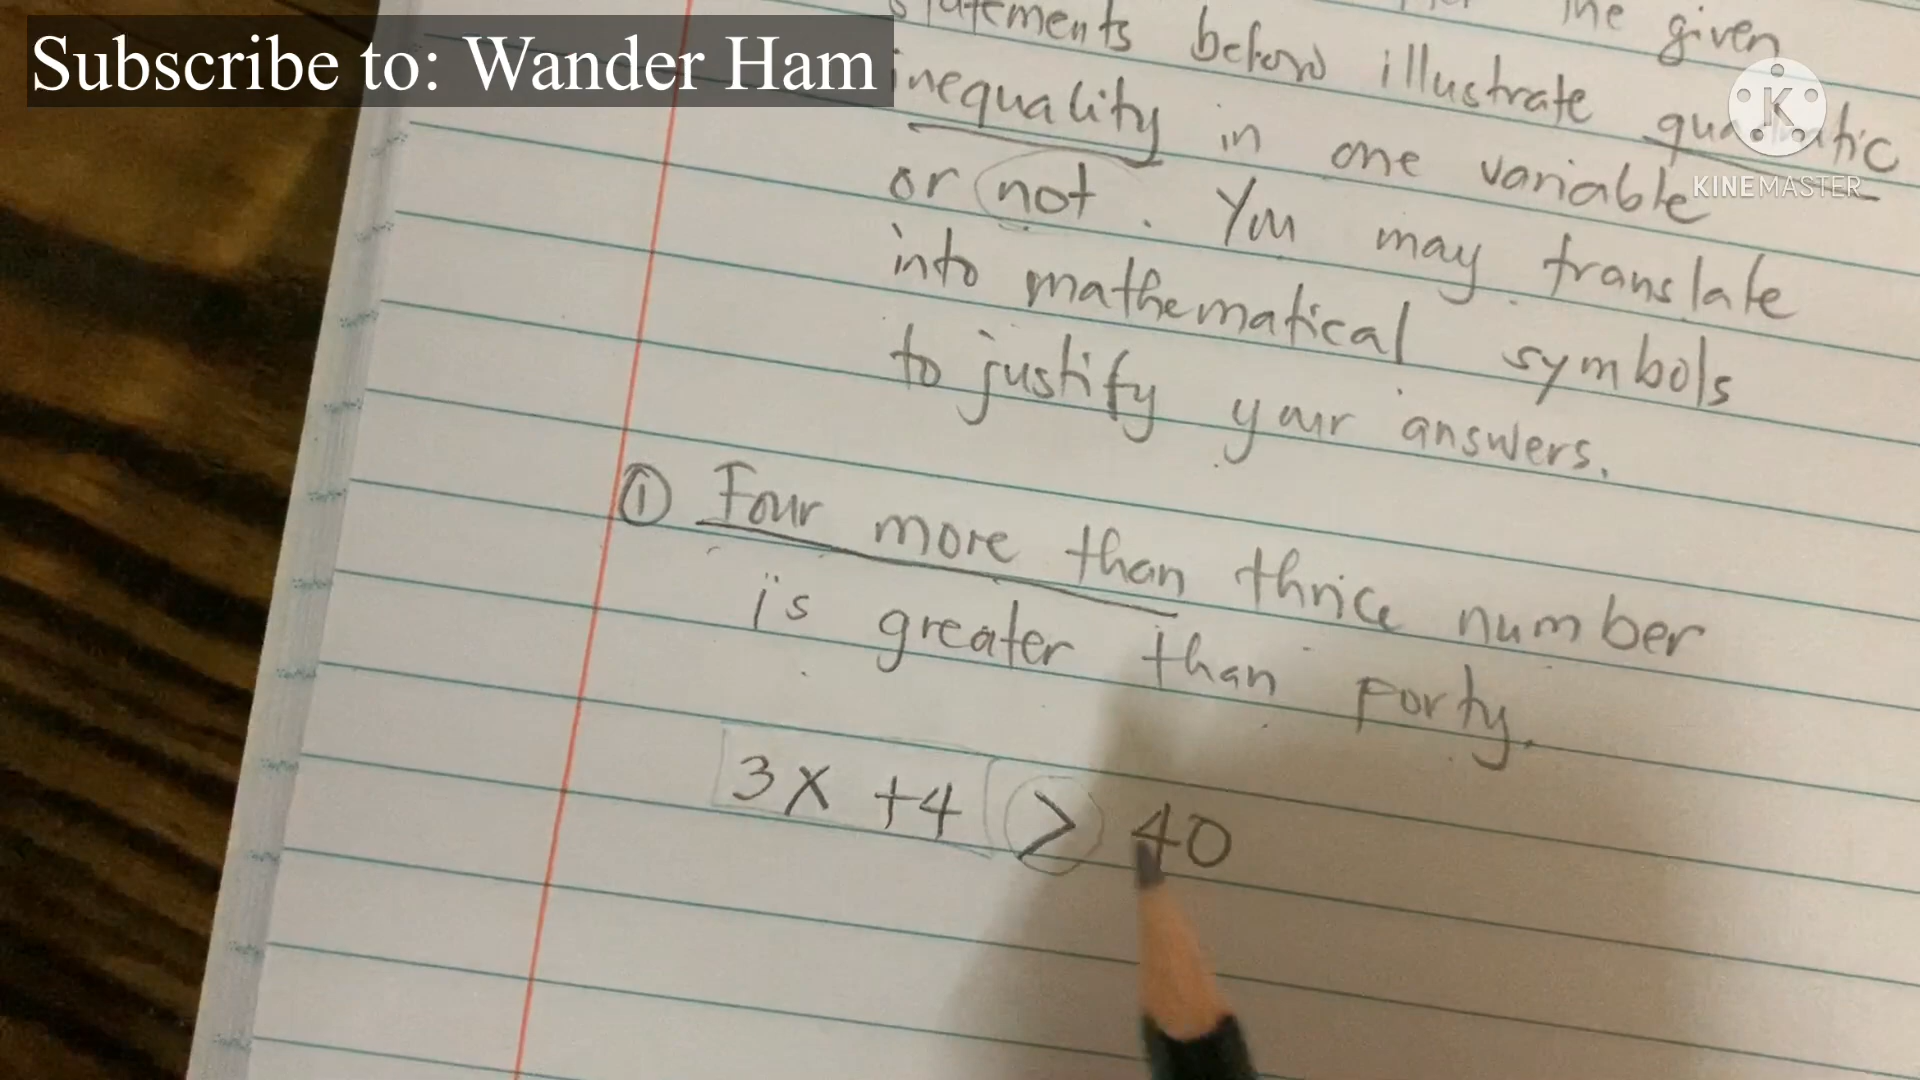 Subscribe to: Wander Ham
the given
statements before illustrate quadratic
inequality in one variable
or not. You may translate
into mathematical symbols
to justify your answers.
① Four more than thrice number
is greater than forty.
3x + 4 > 40
K
KINEMASTER